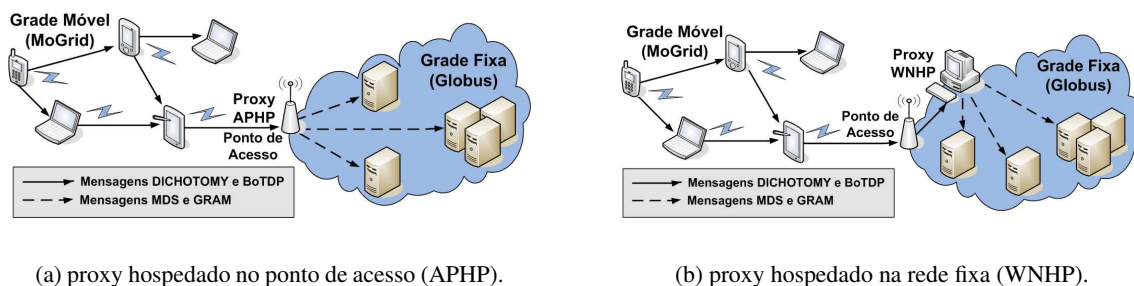 Grade Móvel
(MoGrid)
Grade Fixa
(Globus)
Proxy
APHP
Ponto de
Acesso
Mensagens DICHOTOMY e BoTDP
Mensagens MDS e GRAM
(a) proxy hospedado no ponto de acesso (APHP).
Grade Móvel
(MoGrid)
Proxy
WNHP
Grade Fixa
(Globus)
Ponto de
Acesso
Mensagens DICHOTOMY e BoTDP
Mensagens MDS e GRAM
(b) proxy hospedado na rede fixa (WNHP).